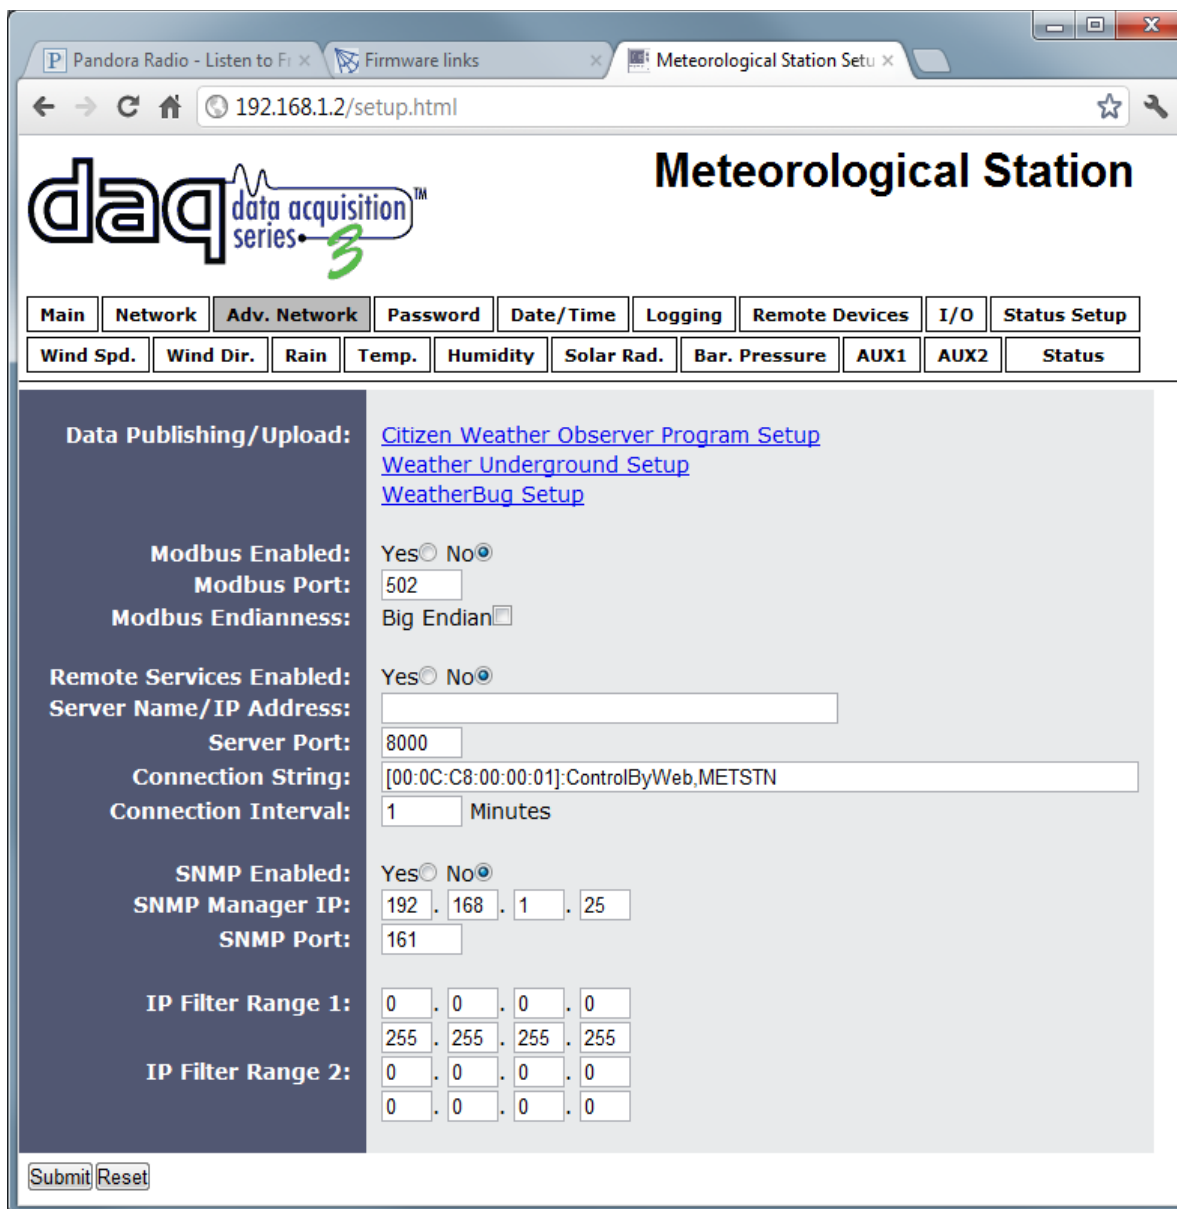 Pandora Radio - Listen to Fr
Firmware links
Meteorological Station Setu
192.168.1.2/setup.html
daq data acquisition series 3 ™
Meteorological Station
Main Network Adv. Network Password Date/Time Logging Remote Devices I/O Status Setup
Wind Spd. Wind Dir. Rain Temp. Humidity Solar Rad. Bar. Pressure AUX1 AUX2 Status
Data Publishing/Upload: Citizen Weather Observer Program Setup
Weather Underground Setup
WeatherBug Setup
Modbus Enabled: Yes No
Modbus Port: 502
Modbus Endianness: Big Endian
Remote Services Enabled: Yes No
Server Name/IP Address:
Server Port: 8000
Connection String: [00:0C:C8:00:00:01]:ControlByWeb,METSTN
Connection Interval: 1 Minutes
SNMP Enabled: Yes No
SNMP Manager IP: 192 . 168 . 1 . 25
SNMP Port: 161
IP Filter Range 1: 0 . 0 . 0 . 0
255 . 255 . 255 . 255
IP Filter Range 2: 0 . 0 . 0 . 0
0 . 0 . 0 . 0
Submit Reset